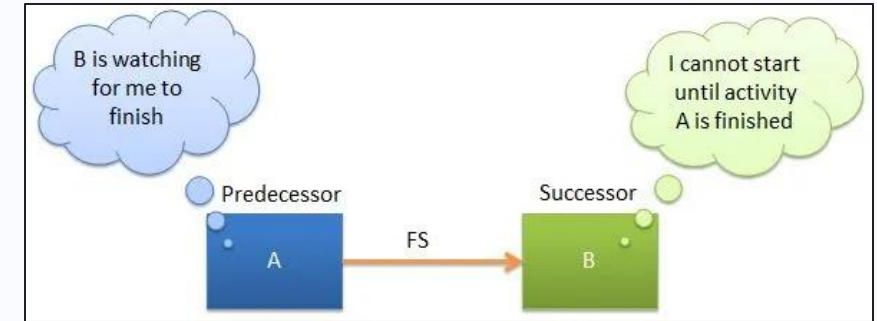 B is watching
for me to
finish
I cannot start
until activity
A is finished
Predecessor
Successor
A
FS
B